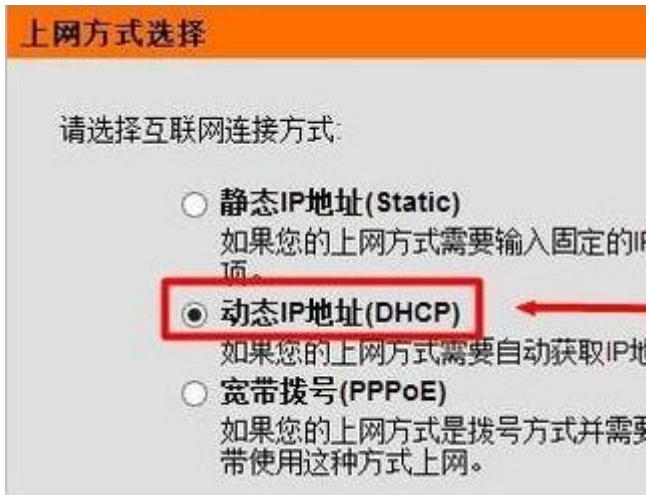 上网方式选择
请选择互联网连接方式:
静态IP地址(Static)
如果您的上网方式需要输入固定的IP
项。
动态IP地址(DHCP)
如果您的上网方式需要自动获取IP地
宽带拨号(PPPoE)
如果您的上网方式是拨号方式并需要
带使用这种方式上网。